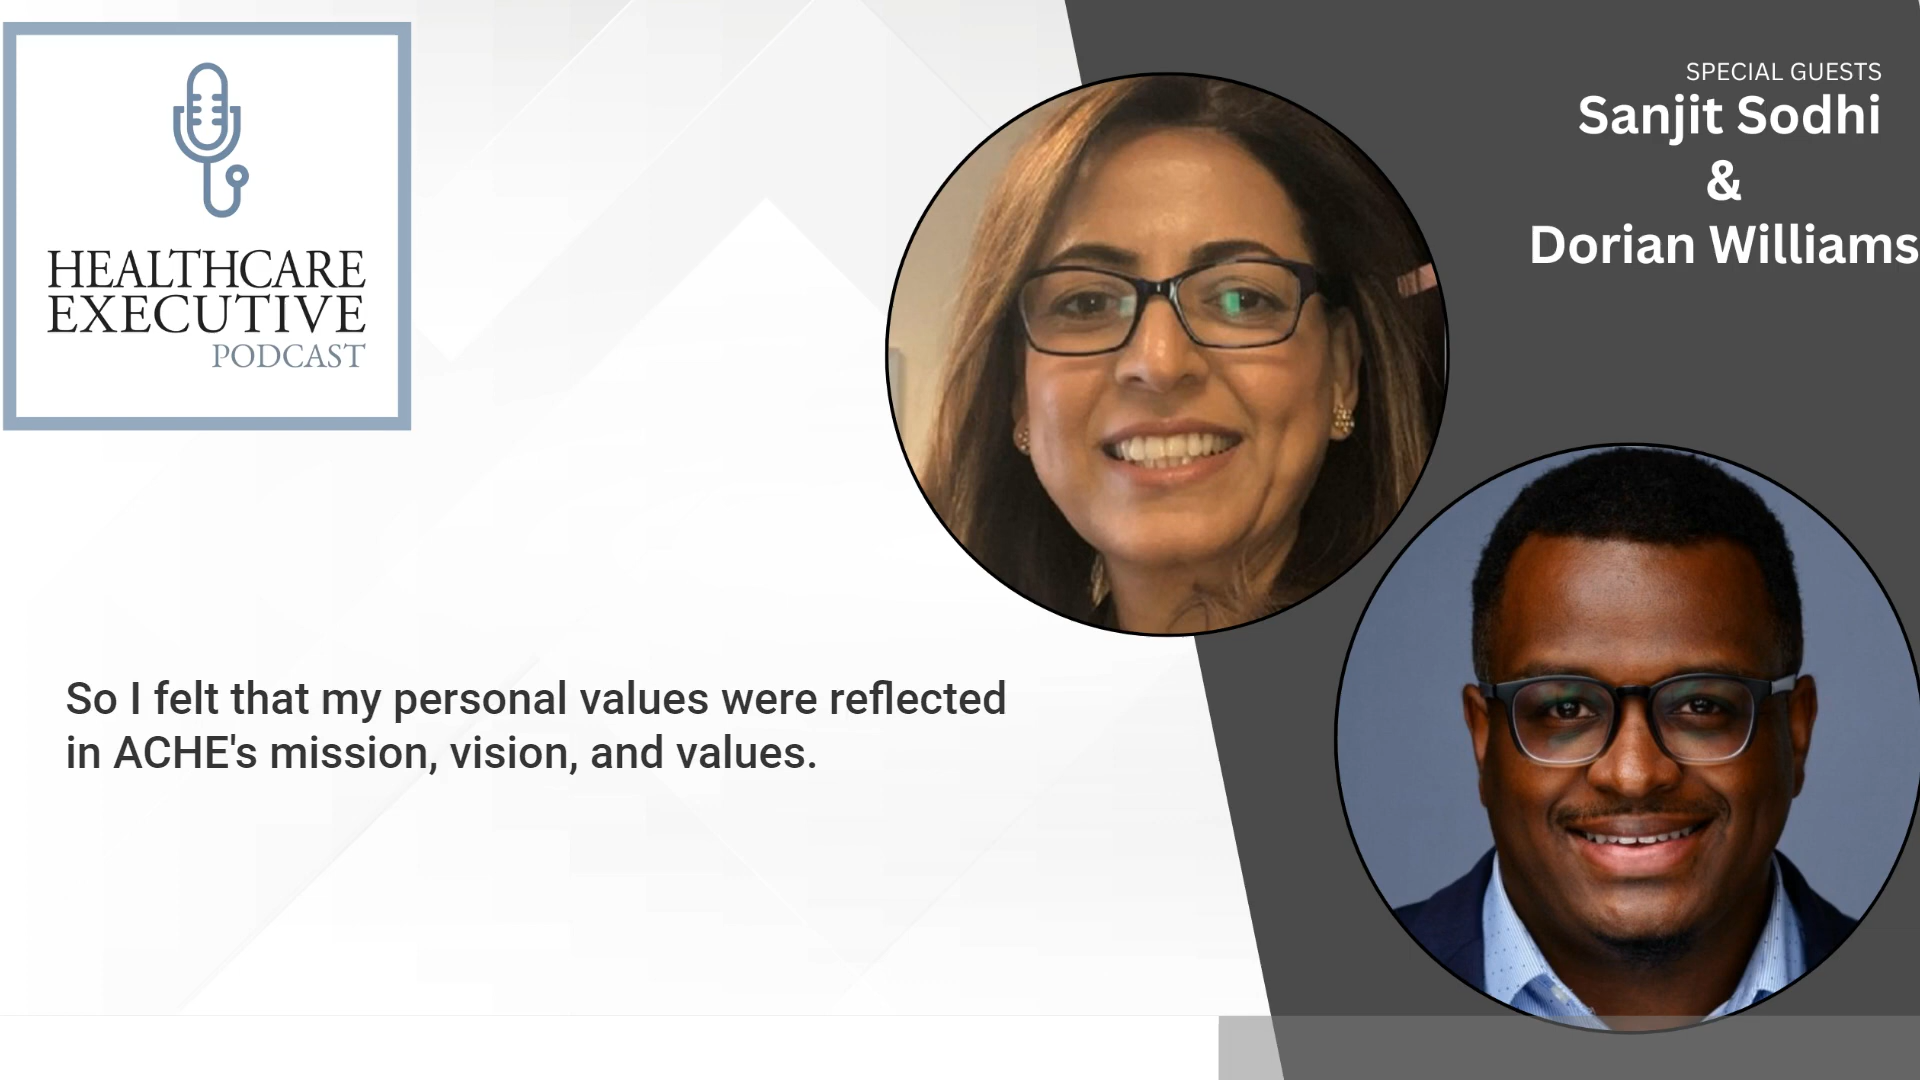 HEALTHCARE
EXECUTIVE
PODCAST
SPECIAL GUESTS
Sanjit Sodhi
&
Dorian Williams
So I felt that my personal values were reflected
in ACHE's mission, vision, and values.